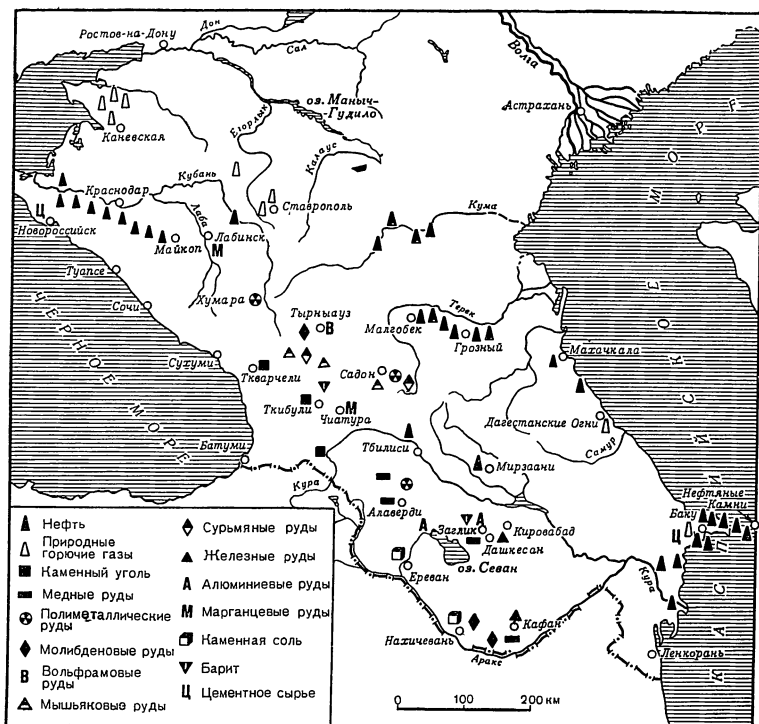 Дон
Ростов-на-Дону
Сал
Волга
оз. Маныч-
Гудило
Астрахань
Егорлык
Каневская
Калаус
Кубань
Краснодар
Ставрополь
Кума
Ц
Новороссийск
Лаба
Лабинск
М
Майкоп
Туапсе
Хумара
Сочи
Тырныауз
В
Терек
Малгобек
Грозный
ЧЕРНОЕ МОРЕ
КАСПИЙСКОЕ МОРЕ
Махачкала
Сухуми
Ткварчели
Садон
Ткибули
М
Чиатура
Дагестанские Огни
Самур
Батуми
Тбилиси
Мирзаани
Кура
Алаверди
Нефтяные
Камни
Баку
Ц
А
Заглик
А
Кировабад
Дашкесан
Ереван
оз. Севан
Кура
Кафан
Нахичевань
Аракс
Ленкорань
Нефть
Природные
горючие газы
Каменный уголь
Медные руды
Полиметаллические
руды
Молибденовые руды
В Вольфрамовые
руды
Мышьяковые руды
Сурьмяные руды
Железные руды
А Алюминиевые руды
М Марганцевые руды
Каменная соль
Барит
Ц Цементное сырье
0 100 200 км